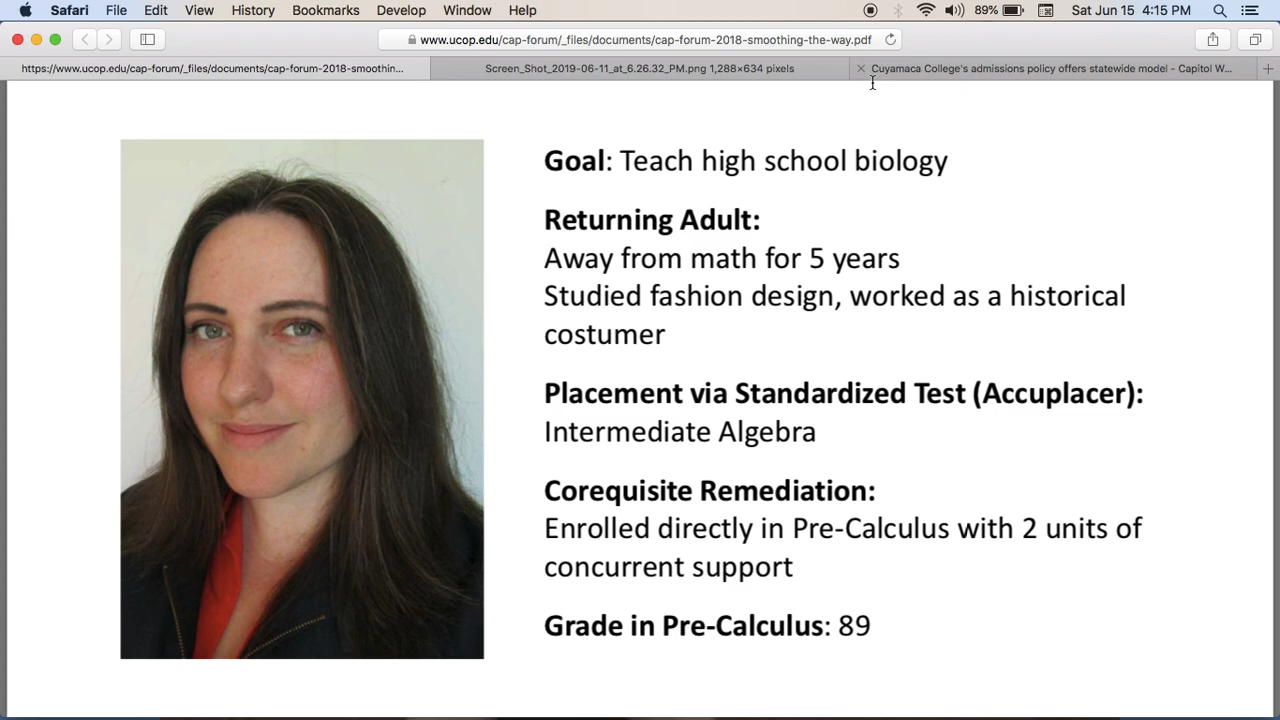 Safari File Edit View History Bookmarks Develop Window Help 89% Sat Jun 15 4:15 PM
www.ucop.edu/cap-forum/_files/documents/cap-forum-2018-smoothing-the-way.pdf
https://www.ucop.edu/cap-forum/_files/documents/cap-forum-2018-smoothin... Screen_Shot_2019-06-11_at_6.26.32_PM.png 1,288×634 pixels Cuyamaca College's admissions policy offers statewide model - Capitol W...
Goal: Teach high school biology
Returning Adult:
Away from math for 5 years
Studied fashion design, worked as a historical
costumer
Placement via Standardized Test (Accuplacer):
Intermediate Algebra
Corequisite Remediation:
Enrolled directly in Pre-Calculus with 2 units of
concurrent support
Grade in Pre-Calculus: 89